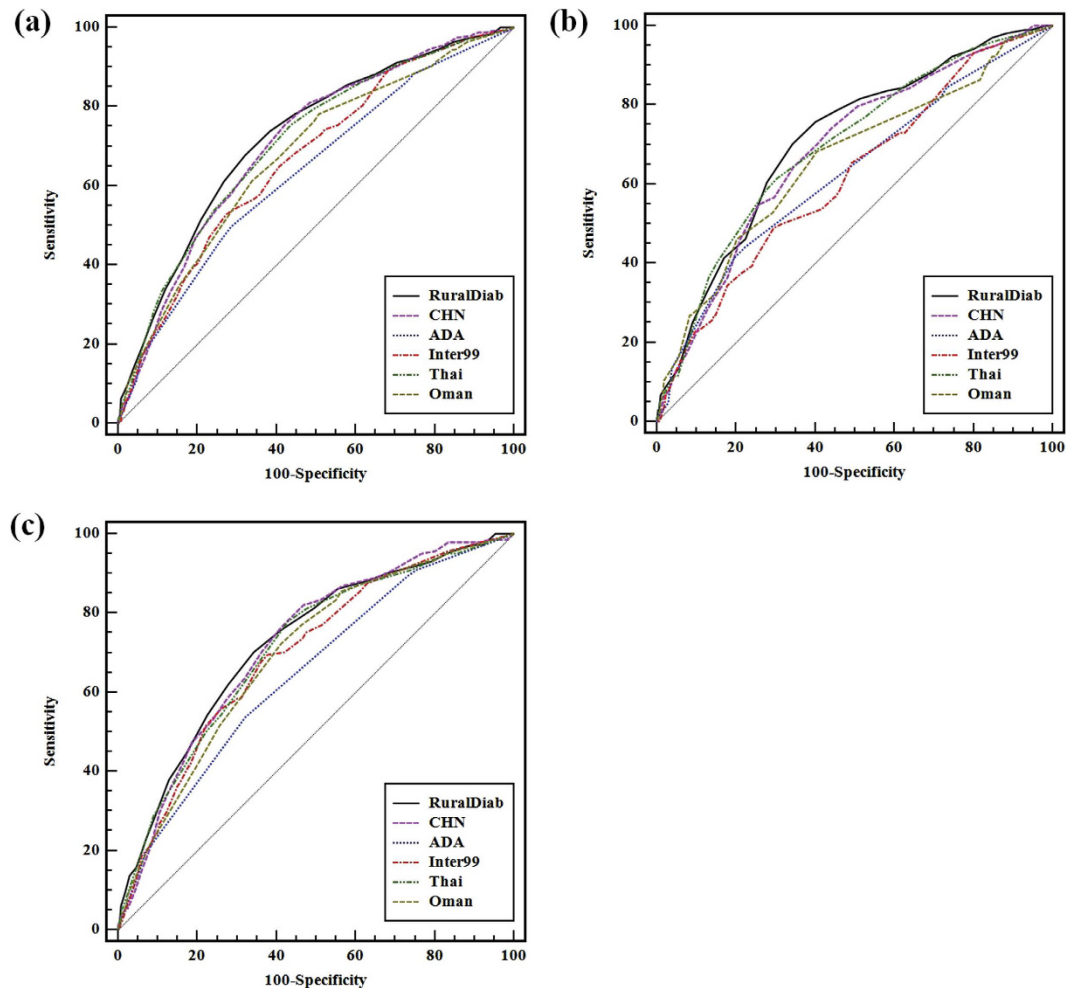 (a)
100
80
60
40
20
0
Sensitivity
RuralDiab
CHN
ADA
Inter99
Thai
Oman
0 20 40 60 80 100
100-Specificity
(b)
100
80
60
40
20
0
Sensitivity
RuralDiab
CHN
ADA
Inter99
Thai
Oman
0 20 40 60 80 100
100-Specificity
(c)
100
80
60
40
20
0
Sensitivity
RuralDiab
CHN
ADA
Inter99
Thai
Oman
0 20 40 60 80 100
100-Specificity